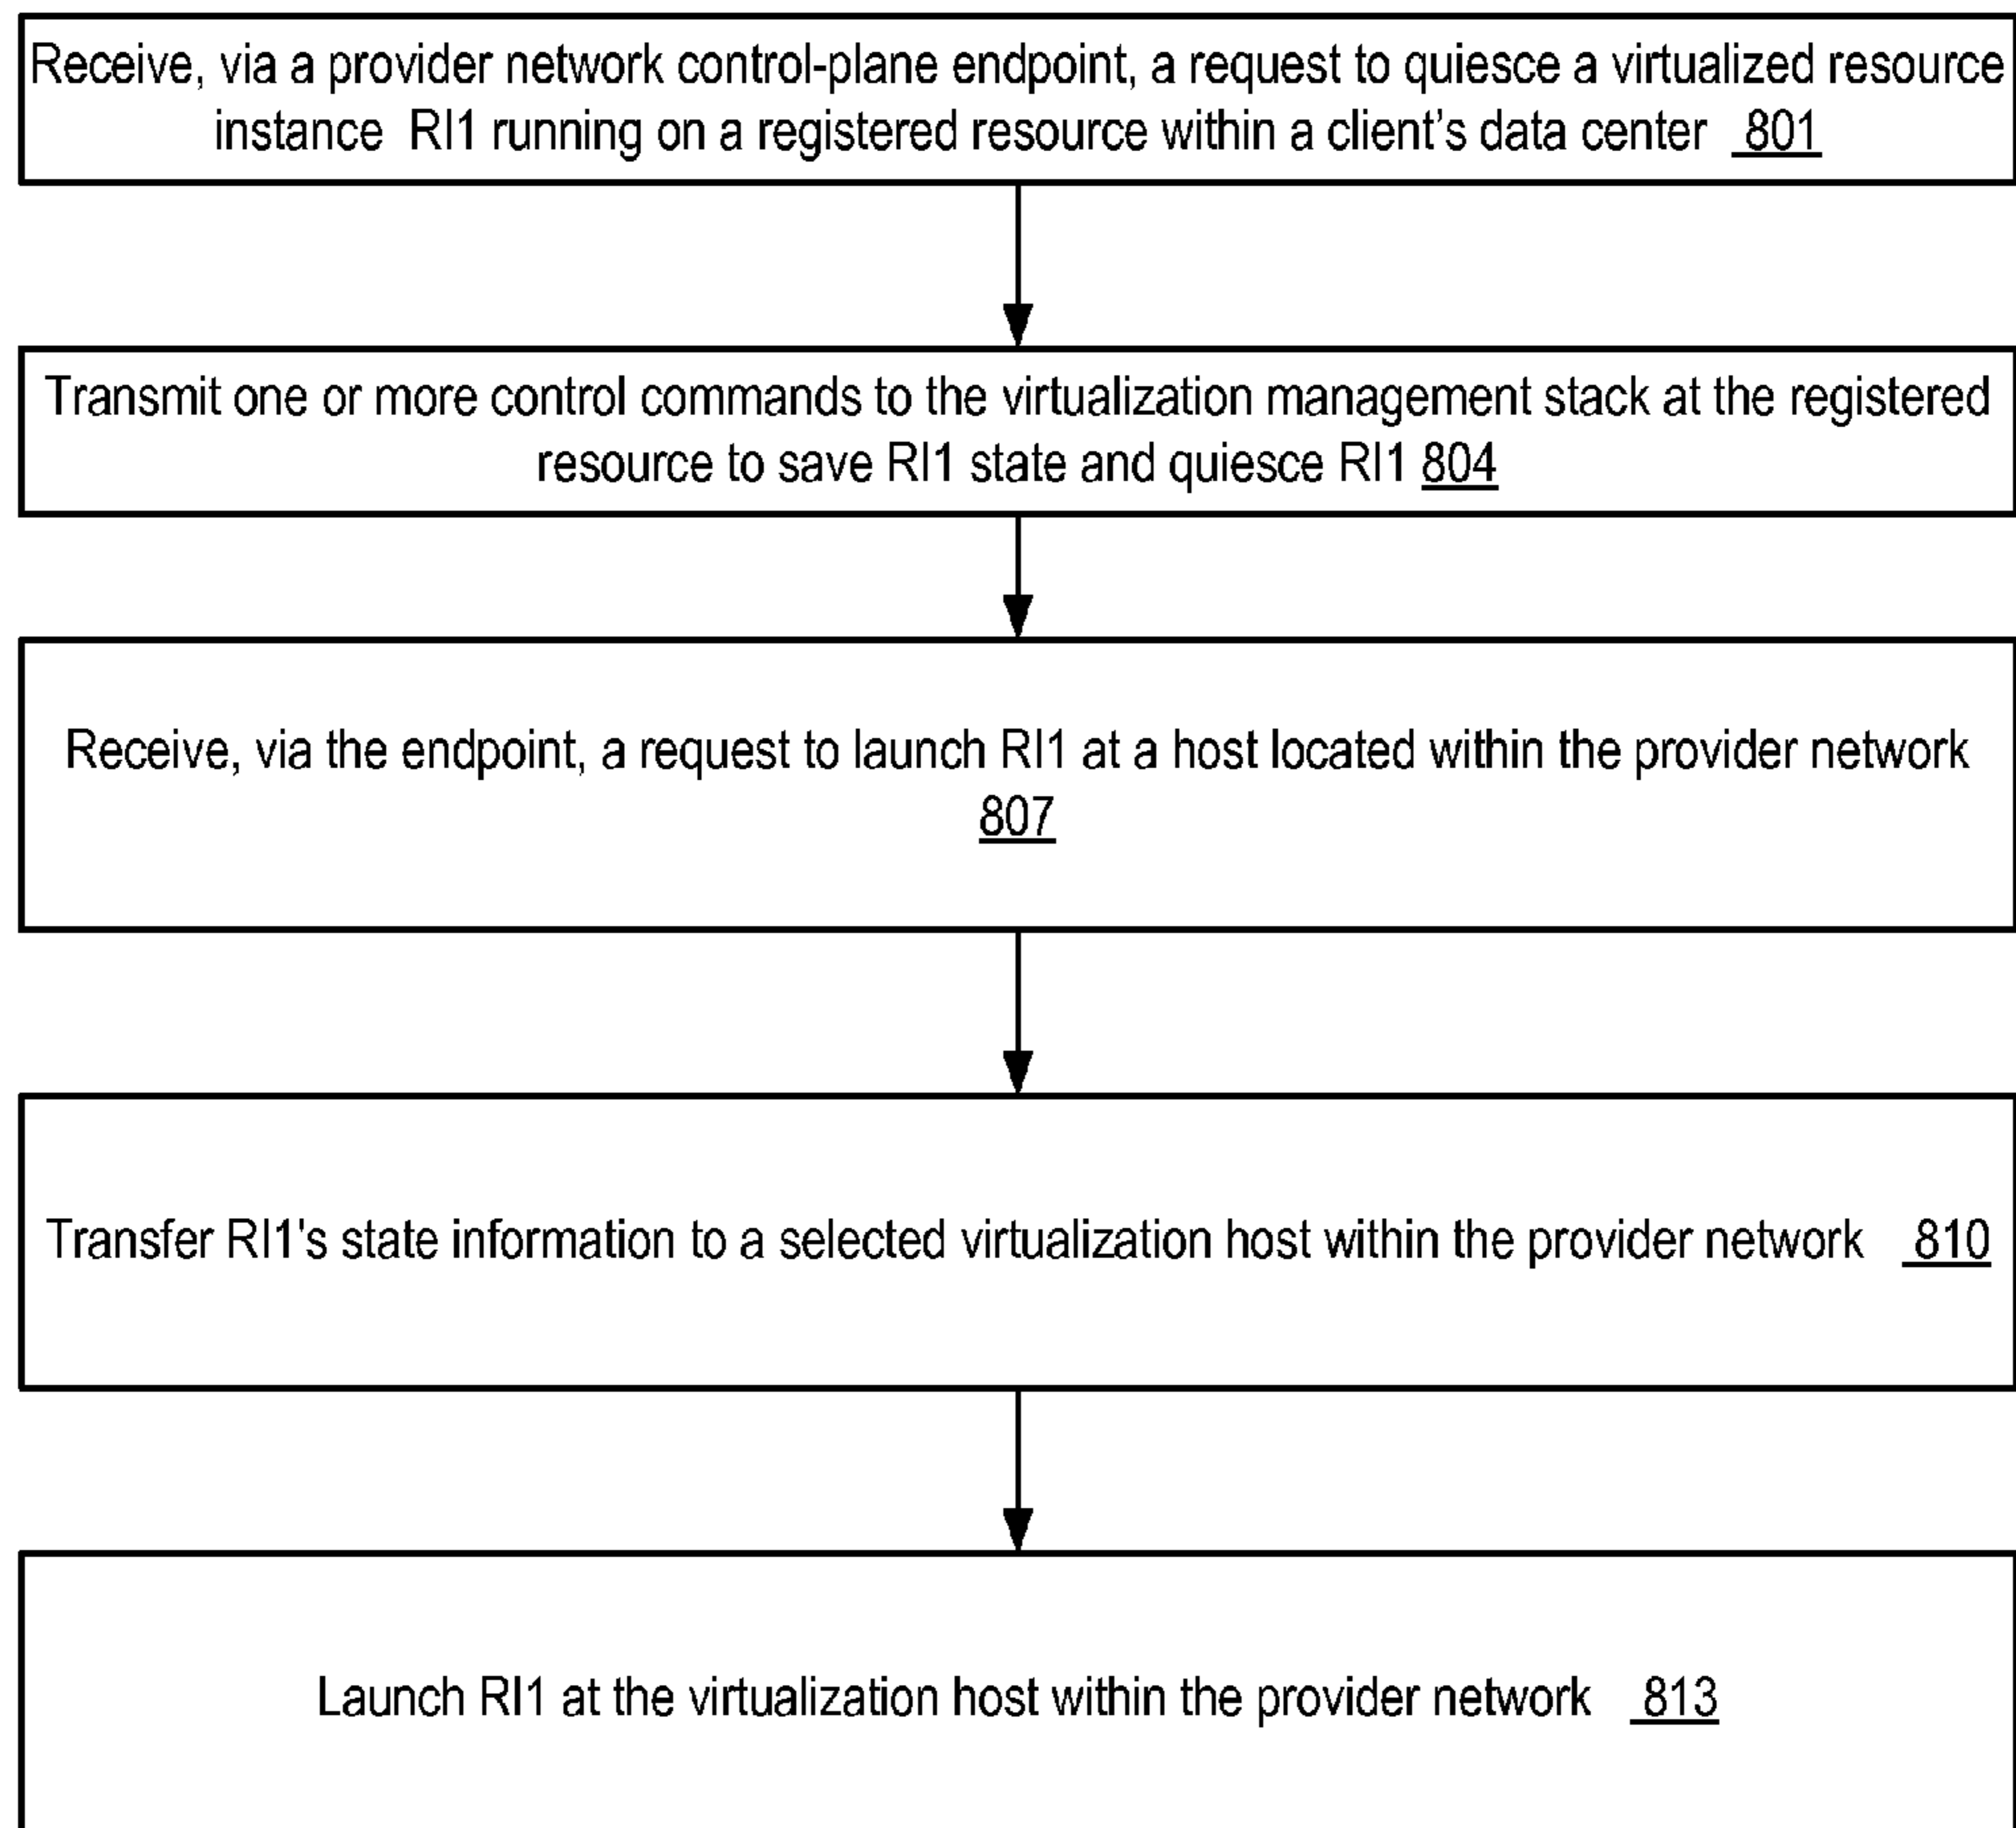 Receive, via a provider network control-plane endpoint, a request to quiesce a virtualized resource
instance RI1 running on a registered resource within a client's data center 801
Transmit one or more control commands to the virtualization management stack at the registered
resource to save RI1 state and quiesce RI1 804
Receive, via the endpoint, a request to launch RI1 at a host located within the provider network
807
Transfer RI1's state information to a selected virtualization host within the provider network 810
Launch RI1 at the virtualization host within the provider network 813